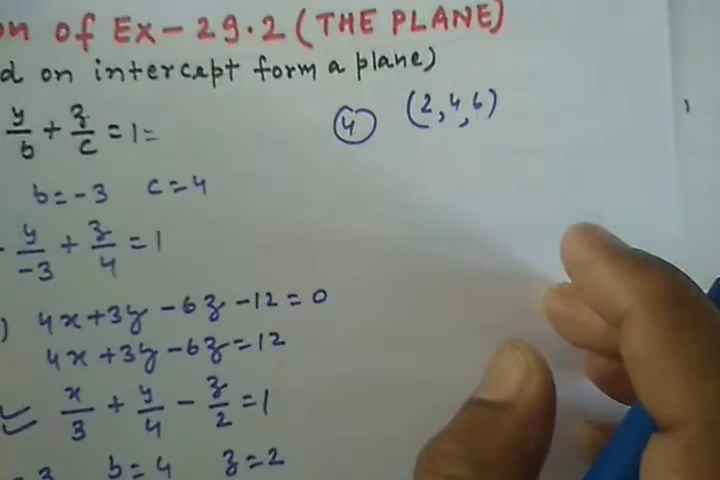 on of Ex-29.2 (THE PLANE)
d on intercept form a plane)
y/b + z/c = 1=
④ (2,4,6)
b=-3 c=4
y/-3 + z/4 = 1
) 4x+3y-6z-12=0
4x+3y-6z=12
x/3 + y/4 - z/2 = 1
3 b=4 z=2